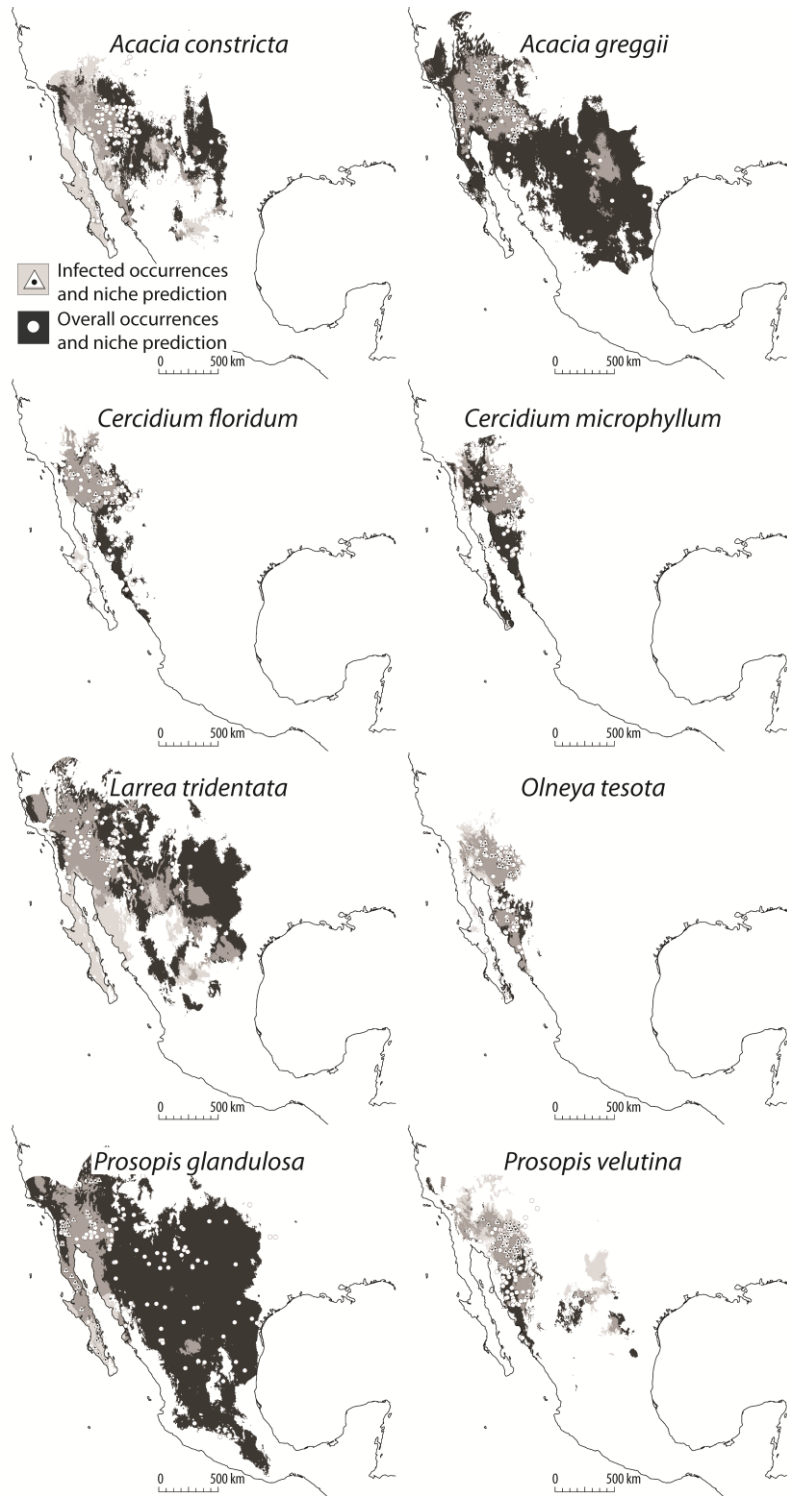 Acacia constricta
Acacia greggii
Infected occurrences
and niche prediction
Overall occurrences
and niche prediction
0 500 km
0 500 km
Cercidium floridum
Cercidium microphyllum
0 500 km
0 500 km
Larrea tridentata
Olneya tesota
0 500 km
0 500 km
Prosopis glandulosa
Prosopis velutina
0 500 km
0 500 km